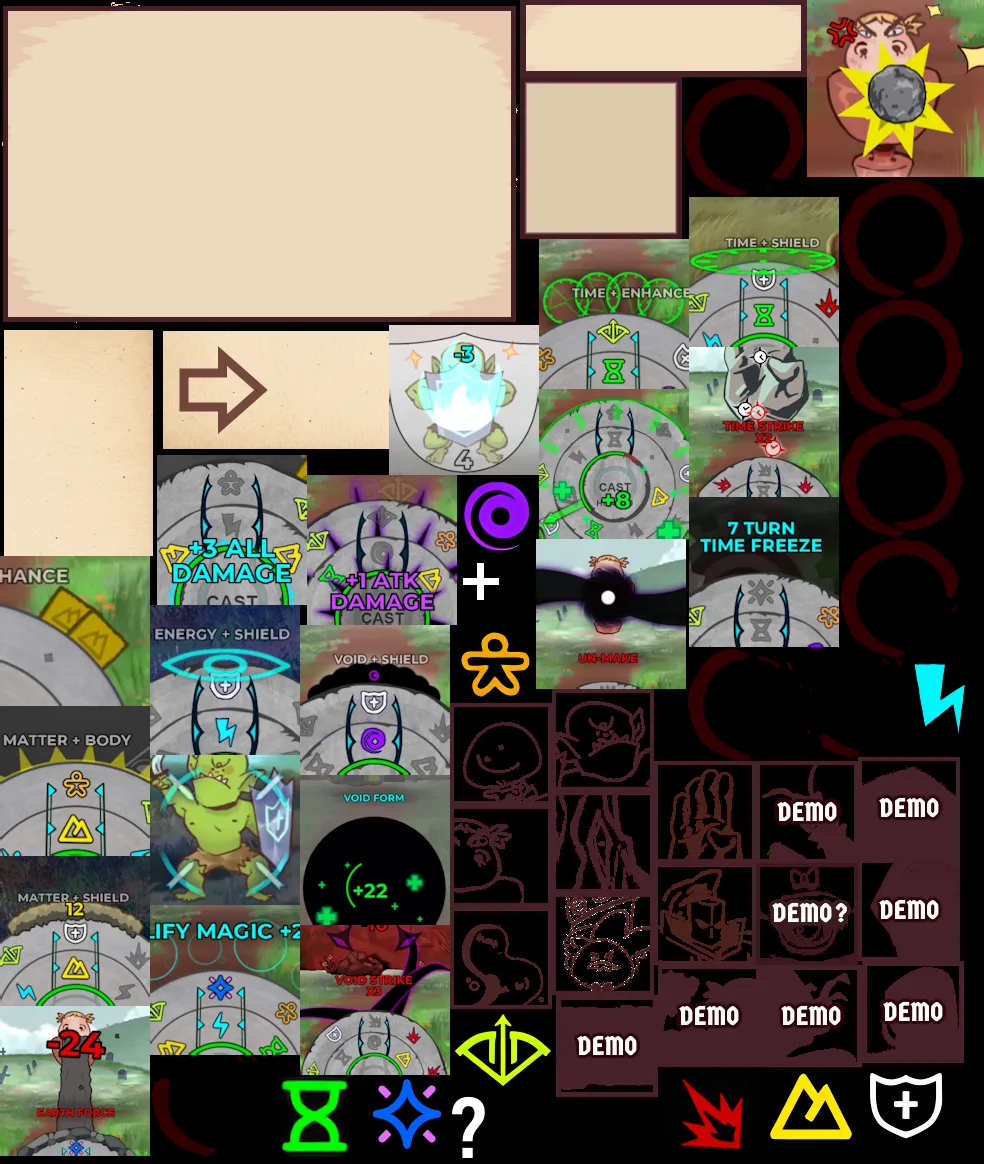 TIME + SHIELD
TIME + ENHANCE
-3
4
TIME STRIKE
X2
CAST
+8
7 TURN
TIME FREEZE
+3 ALL
DAMAGE
CAST
+1 ATK
DAMAGE
CAST
HANCE
ENERGY + SHIELD
VOID + SHIELD
UN-MAKE
MATTER + BODY
VOID FORM
+22
MATTER + SHIELD
12
LIFY MAGIC +2
VOID STRIKE
X3
-24
EARTH FORCE
DEMO
DEMO
DEMO?
DEMO
DEMO
DEMO
DEMO
DEMO
?